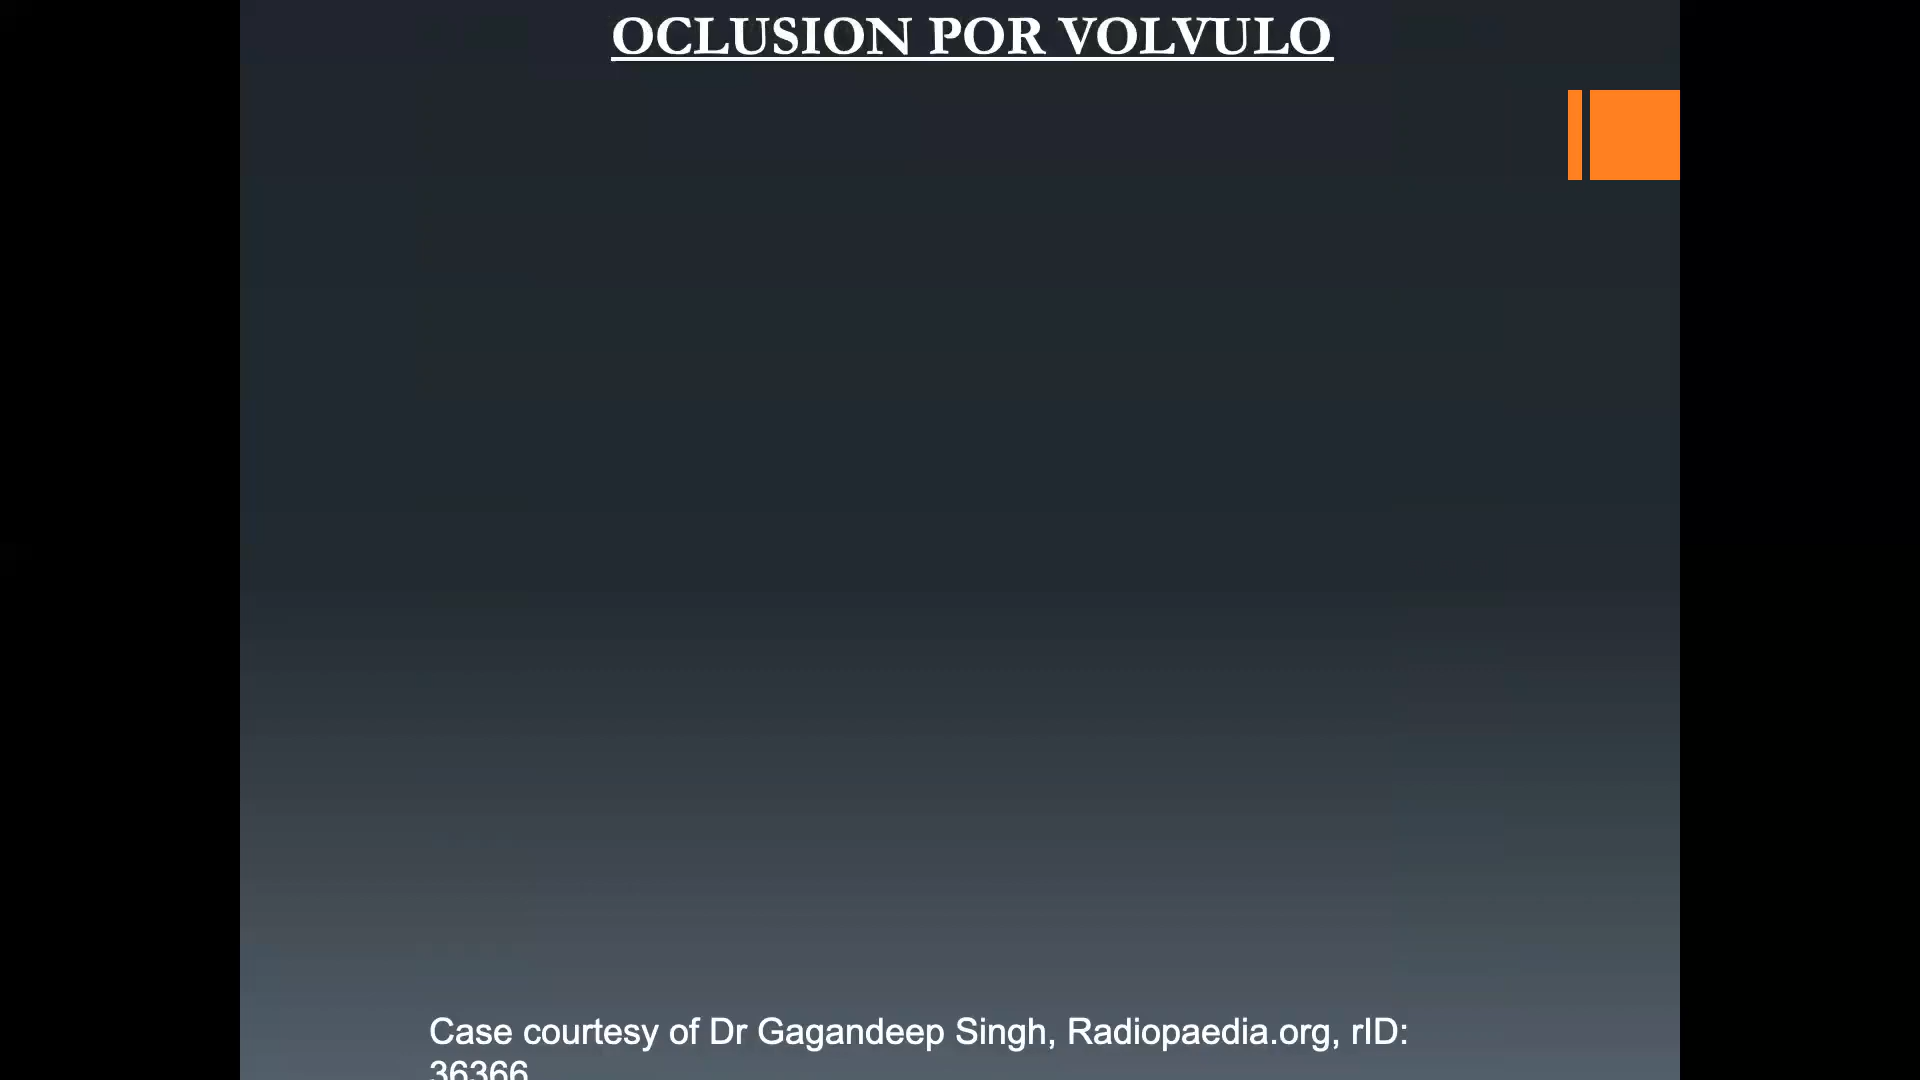 OCLUSION POR VOLVULO
Case courtesy of Dr Gagandeep Singh, Radiopaedia.org, rID:
36366